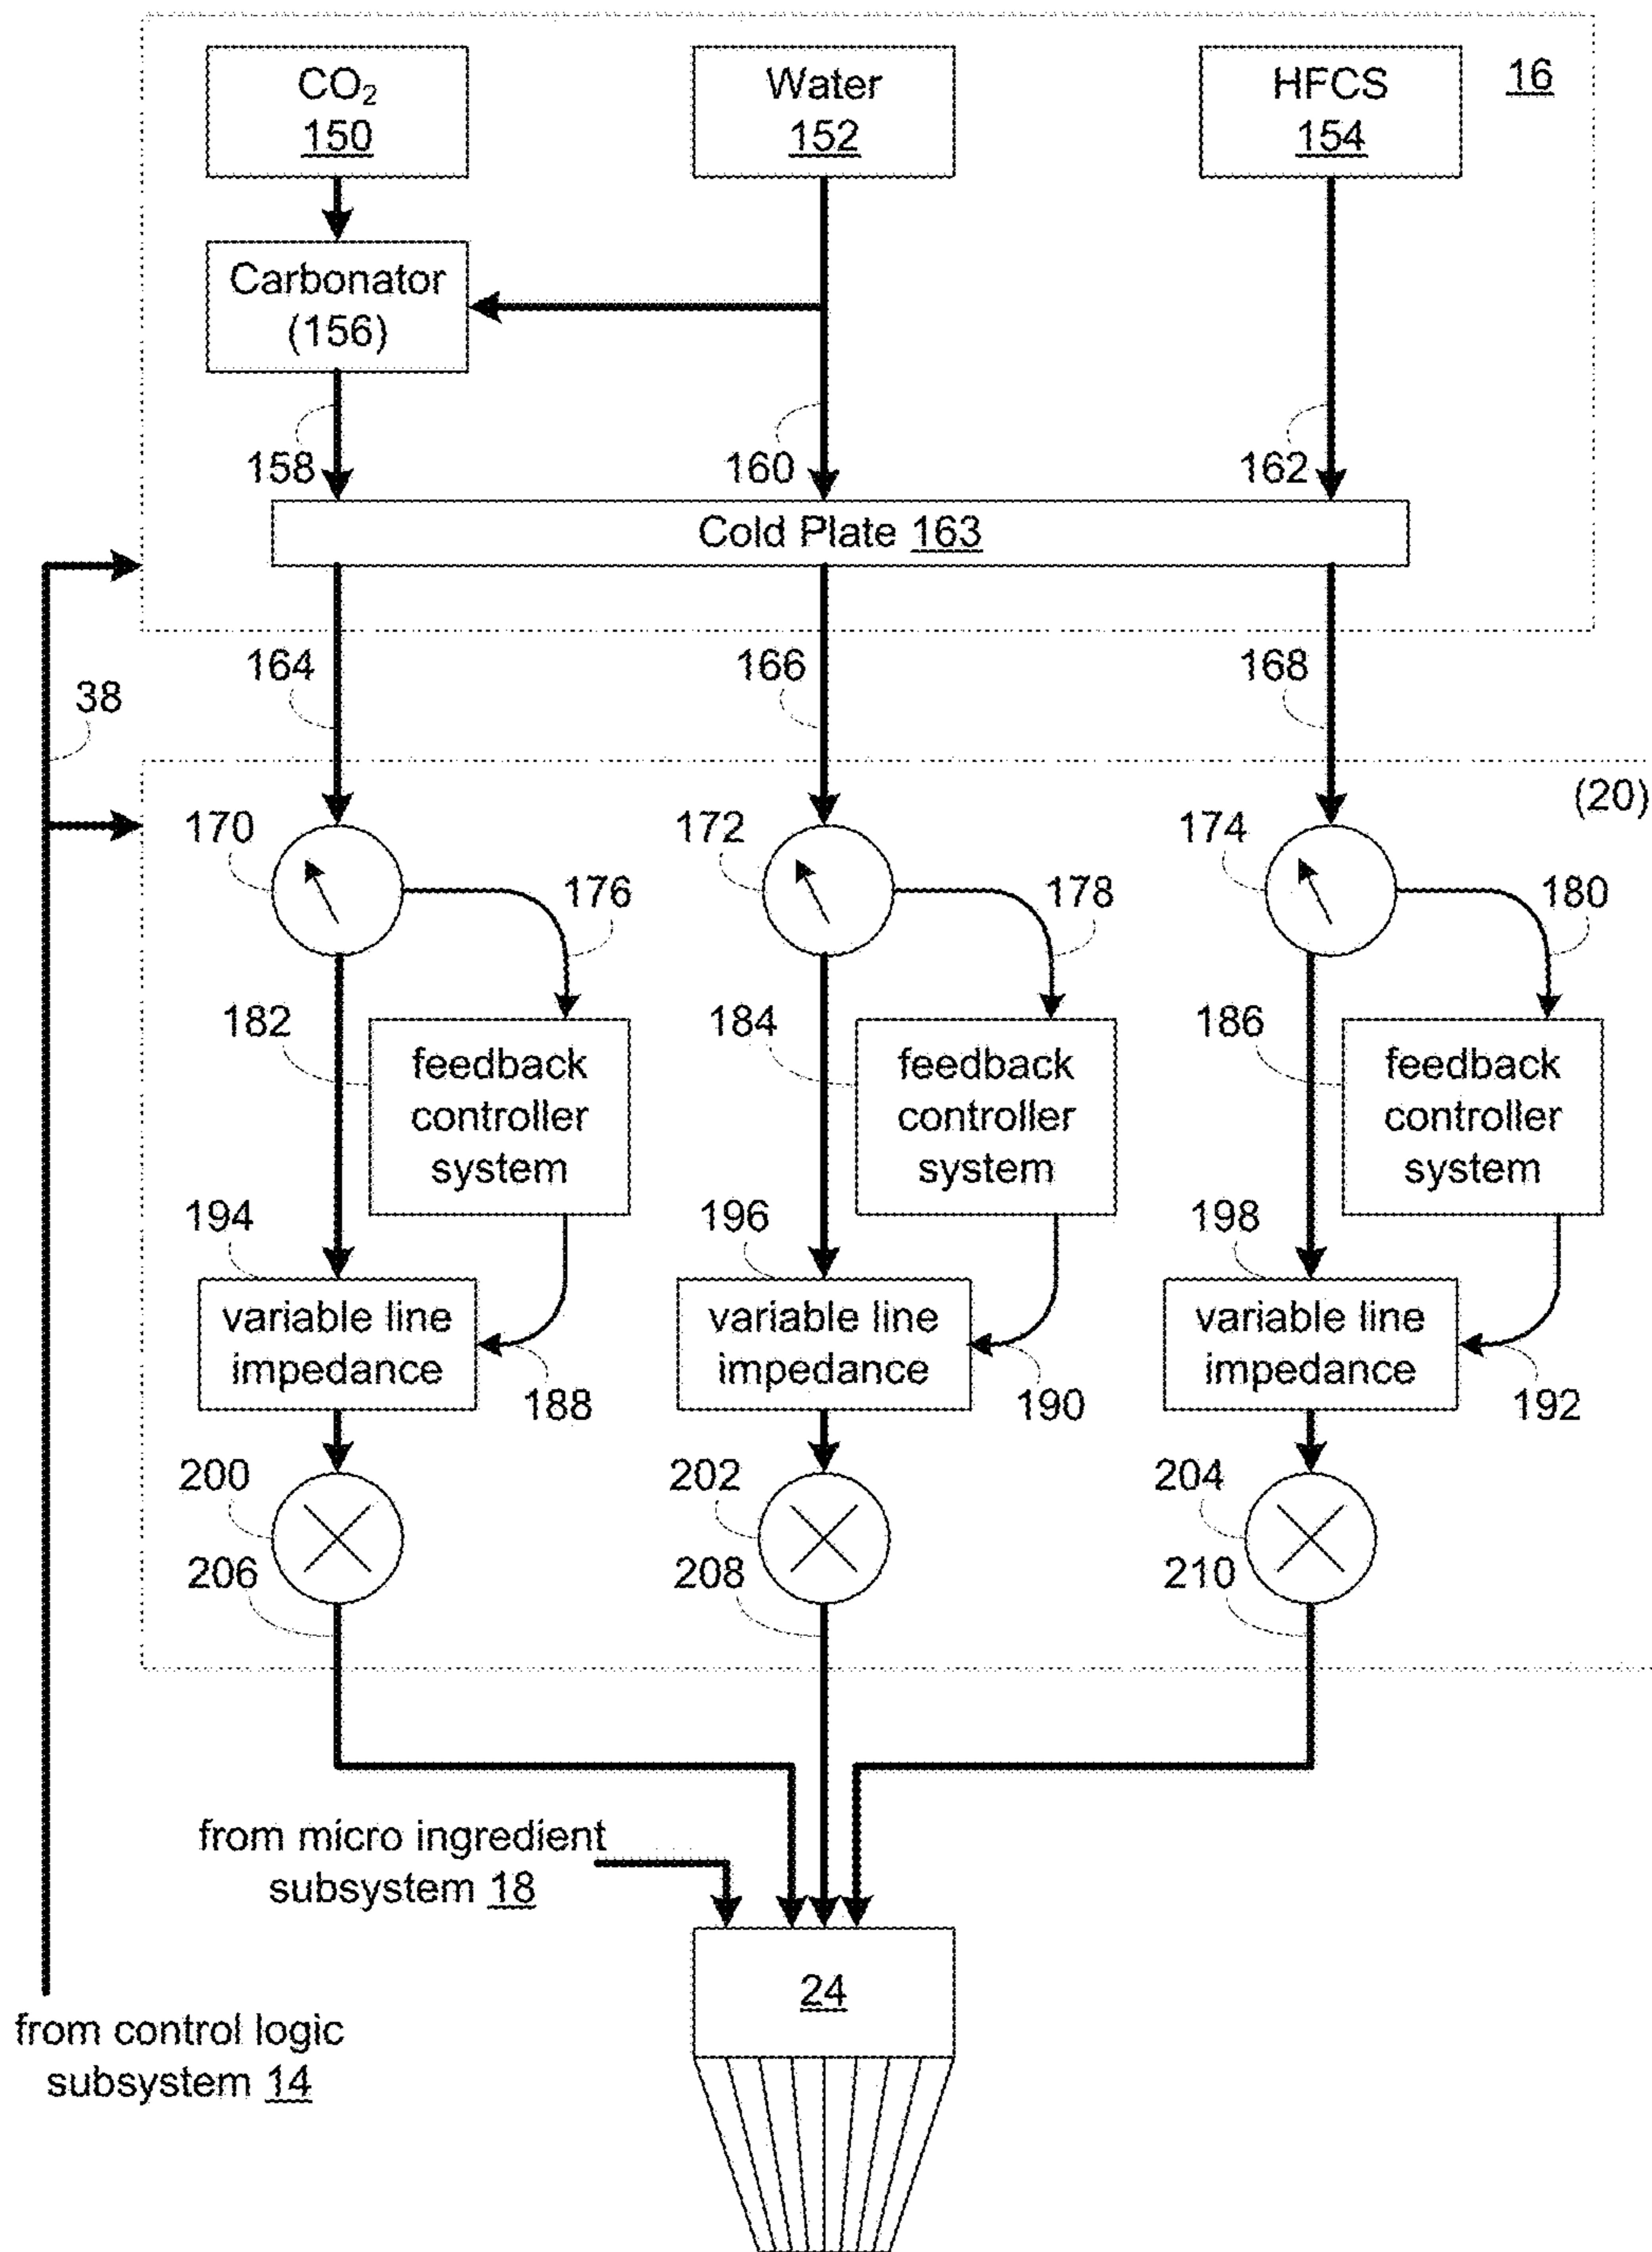 CO₂
150
Water
152
HFCS
154
16
Carbonator
(156)
158
160
162
Cold Plate 163
164
166
168
38
(20)
170
172
174
176
178
180
182
184
186
feedback
controller
system
feedback
controller
system
feedback
controller
system
194
196
198
variable line
impedance
variable line
impedance
variable line
impedance
188
190
192
200
202
204
206
208
210
from micro ingredient
subsystem 18
24
from control logic
subsystem 14